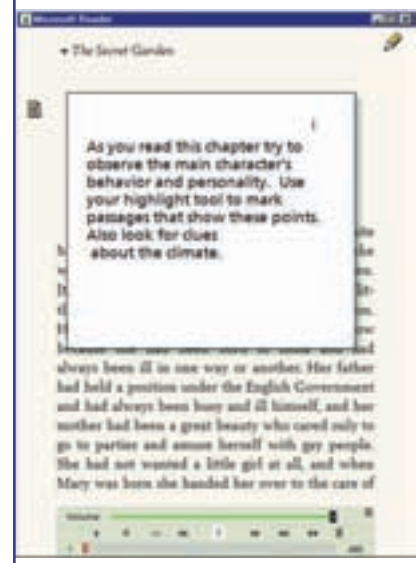 Microsoft Reader
The Secret Garden
As you read this chapter try to
observe the main character's
behavior and personality. Use
your highlight tool to mark
passages that show these points.
Also look for clues
about the climate.
always been ill in one way or another. Her father
had held a position under the English Government
and had always been busy and ill himself, and her
mother had been a great beauty who cared only to
go to parties and amuse herself with gay people.
She had not wanted a little girl at all, and when
Mary was born she handed her over to the care of
Volume